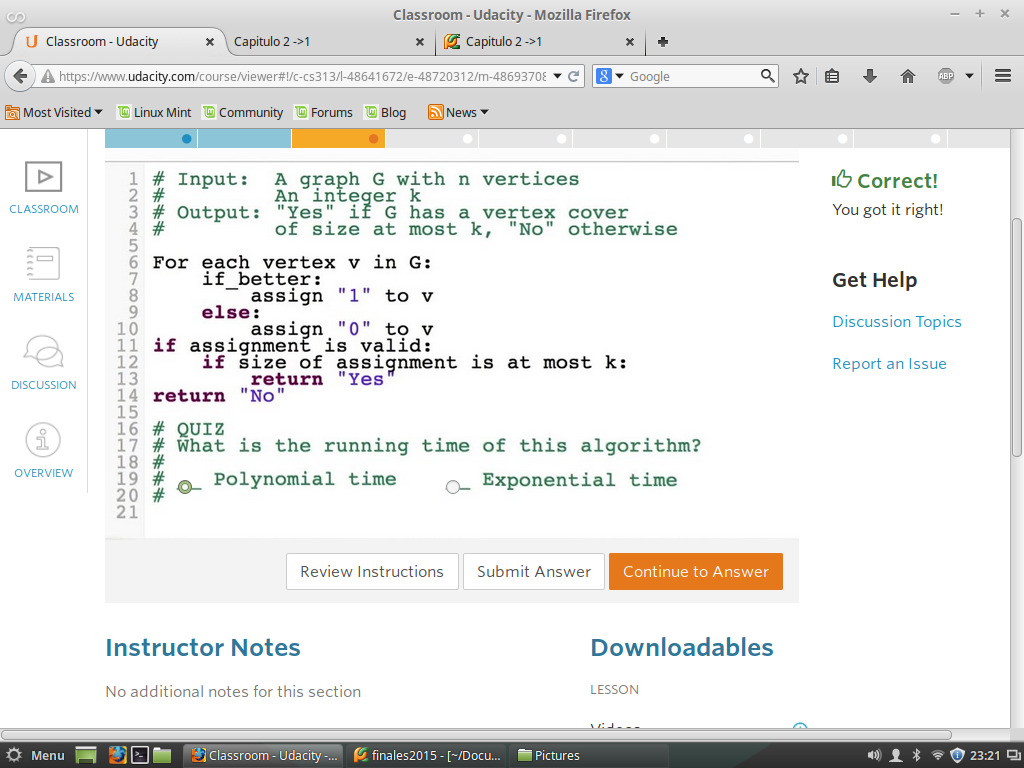 Classroom - Udacity - Mozilla Firefox
Classroom - Udacity
Capitulo 2 ->1
Capitulo 2 ->1
https://www.udacity.com/course/viewer#!/c-cs313/l-48641672/e-48720312/m-48693708
Google
ABP
Most Visited
Linux Mint
Community
Forums
Blog
News
CLASSROOM
MATERIALS
DISCUSSION
OVERVIEW
1 # Input:  A graph G with n vertices
2 #         An integer k
3 # Output: "Yes" if G has a vertex cover
4 #         of size at most k, "No" otherwise
5
6 For each vertex v in G:
7     if_better:
8         assign "1" to v
9     else:
10         assign "0" to v
11 if assignment is valid:
12     if size of assignment is at most k:
13         return "Yes"
14 return "No"
15
16 # QUIZ
17 # What is the running time of this algorithm?
18 #
19 # _ Polynomial time    _ Exponential time
20 #
21
Correct!
You got it right!
Get Help
Discussion Topics
Report an Issue
Review Instructions
Submit Answer
Continue to Answer
Instructor Notes
No additional notes for this section
Downloadables
LESSON
Videos
Menu
Classroom - Udacity -...
finales2015 - [~/Docu...
Pictures
23:21